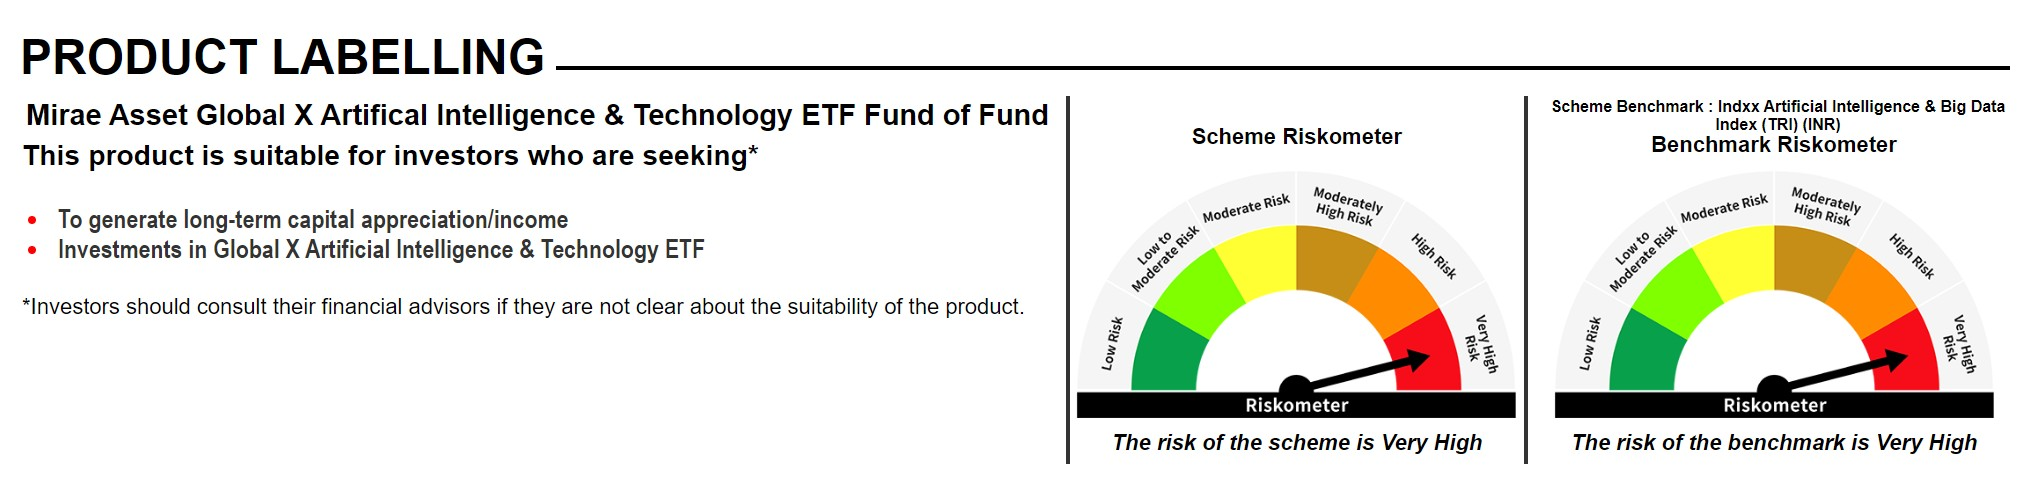 PRODUCT LABELLING
Mirae Asset Global X Artifical Intelligence & Technology ETF Fund of Fund
This product is suitable for investors who are seeking*
• To generate long-term capital appreciation/income
• Investments in Global X Artificial Intelligence & Technology ETF
*Investors should consult their financial advisors if they are not clear about the suitability of the product.
Scheme Riskometer
Low Risk
Low to
Moderate Risk
Moderate Risk
Moderately
High Risk
High Risk
Very High
Risk
Riskometer
The risk of the scheme is Very High
Scheme Benchmark : Indxx Artificial Intelligence & Big Data
Index (TRI) (INR)
Benchmark Riskometer
Low Risk
Low to
Moderate Risk
Moderate Risk
Moderately
High Risk
High Risk
Very High
Risk
Riskometer
The risk of the benchmark is Very High